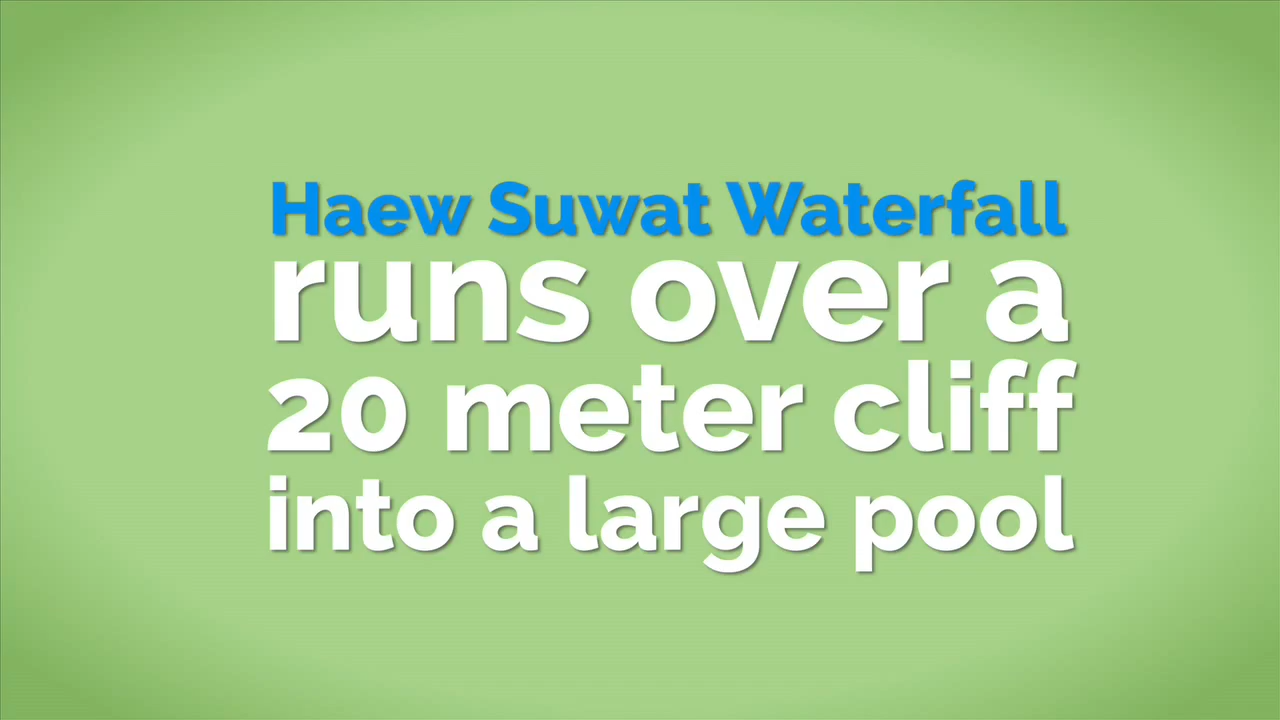 Haew Suwat Waterfall
runs over a
20 meter cliff
into a large pool